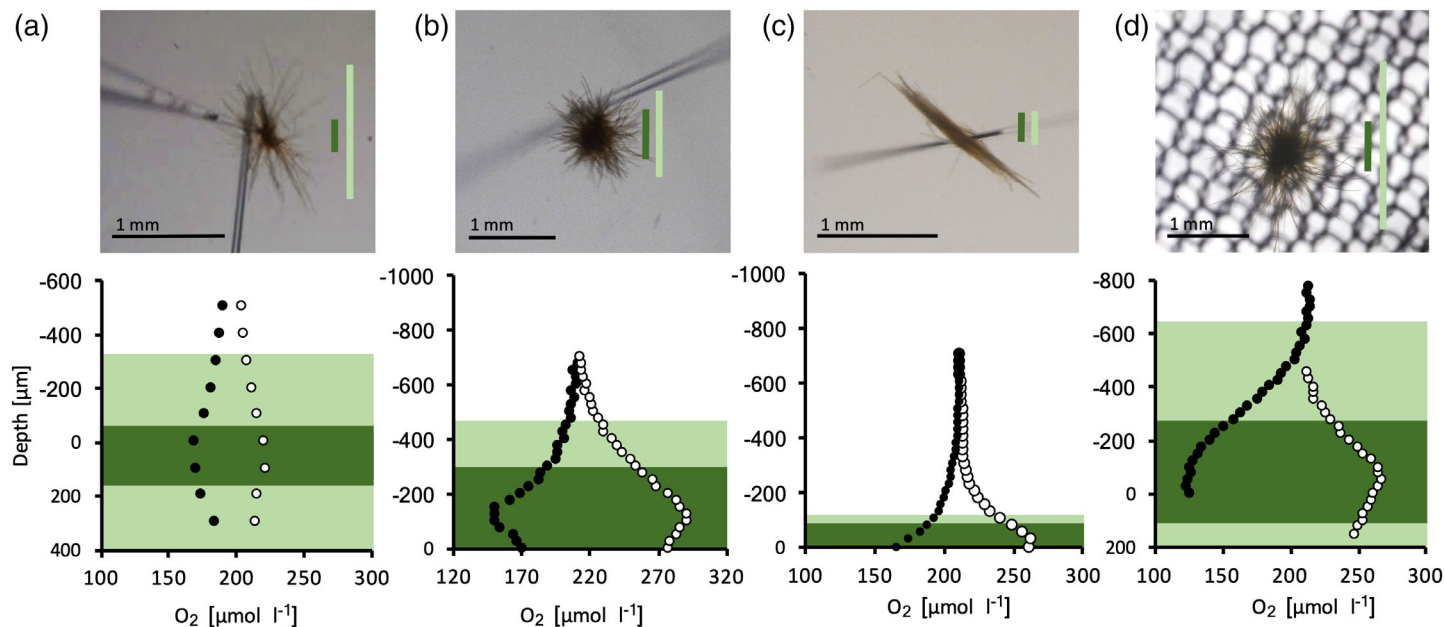 (a) (b) (c) (d)
1 mm 1 mm 1 mm 1 mm
-600 -1000 -1000 -800
-400 -800 -800 -600
-200 -600 -600 -400
0 -400 -400 -200
200 -200 -200 0
400 0 0 200
Depth [µm]
100 150 200 250 300
120 170 220 270 320
100 150 200 250 300
100 150 200 250 300
O₂ [µmol l⁻¹] O₂ [µmol l⁻¹] O₂ [µmol l⁻¹] O₂ [µmol l⁻¹]